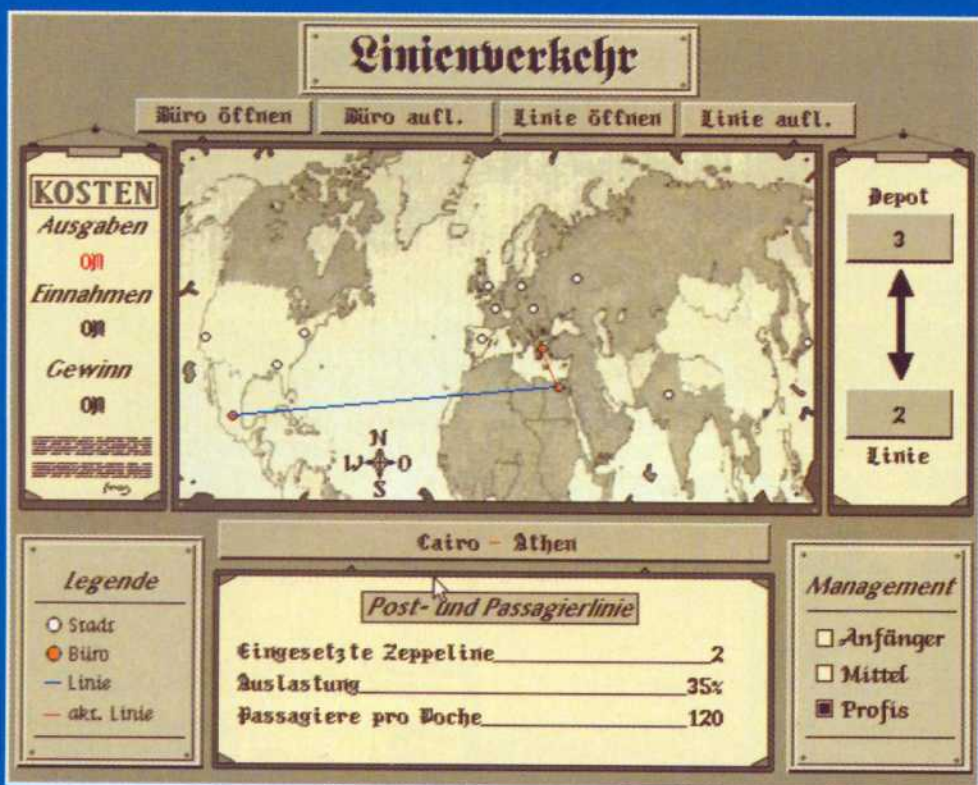 Linienverkehr
Büro öffnen
Büro aufl.
Linie öffnen
Linie aufl.
KOSTEN
Ausgaben
0M
Einnahmen
0M
Gewinn
0M
N
W O
S
Depot
3
2
Linie
Cairo - Athen
Legende
Stadt
Büro
Linie
akt. Linie
Post- und Passagierlinie
Eingesetzte Zeppeline 2
Auslastung 35%
Passagiere pro Woche 120
Management
Anfänger
Mittel
Profis